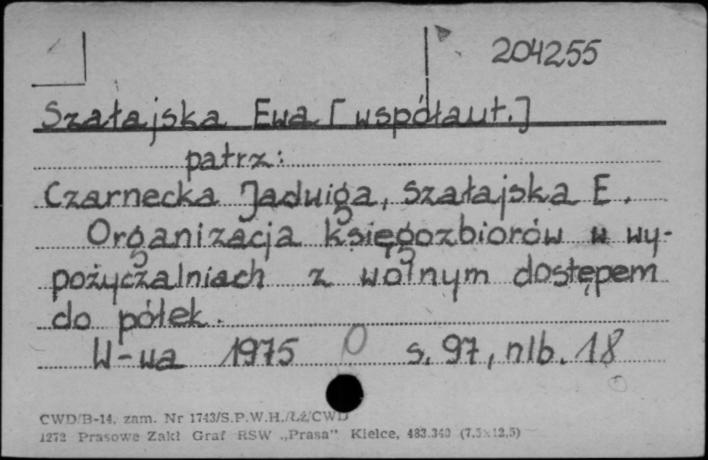 204255
Szałajska Ewa [współaut.]
patrz:
Czarnecka Jadwiga, Szałajska E.
Organizacja księgozbiorów w wy-
pożyczalniach z wolnym dostępem
do półek.
W-wa 1975 s. 97, nlb. 18
CWD/B-14. zam. Nr 1743/S.P.W.H./ŁŻ/CWD
1272 Prasowe Zakł Graf RSW „Prasa" Kielce, 483.340 (7,5x12,5)